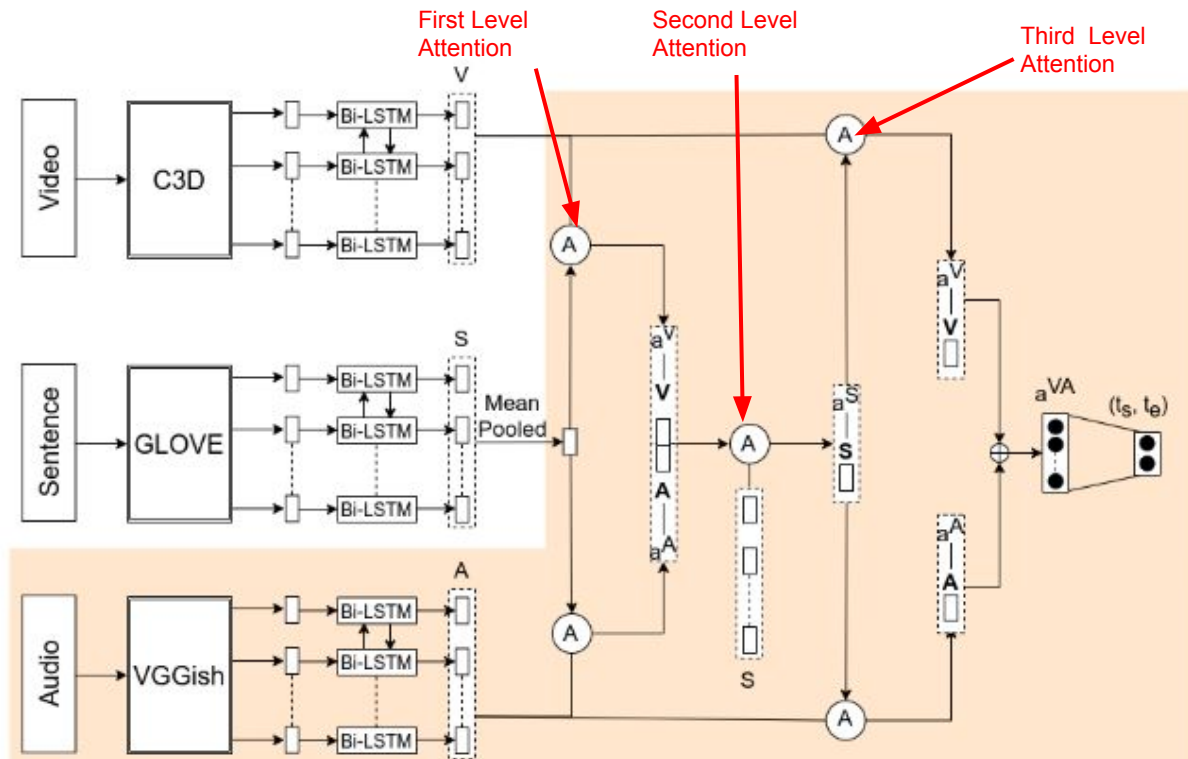 First Level
Attention
Second Level
Attention
Third Level
Attention
V
Video
C3D
Bi-LSTM
Bi-LSTM
Bi-LSTM
A
A
aV
V
A
aA
aV
V
S
Sentence
GLOVE
Bi-LSTM
Bi-LSTM
Bi-LSTM
Mean
Pooled
A
S
aS
S
aVA
(ts, te)
A
Audio
VGGish
Bi-LSTM
Bi-LSTM
Bi-LSTM
A
A
aA
A